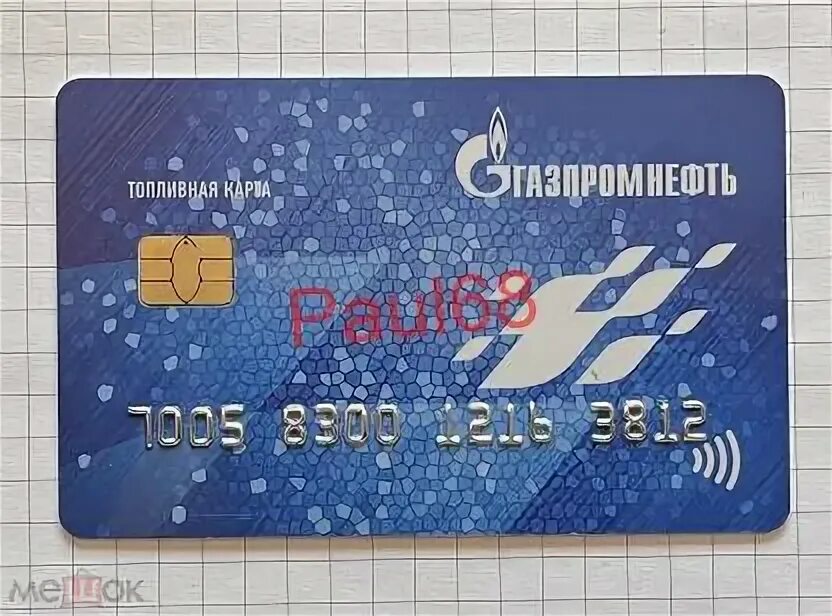 ГАЗПРОМНЕФТЬ
ТОПЛИВНАЯ КАРТА
Paul68
7005 8300 1216 3812
мешок